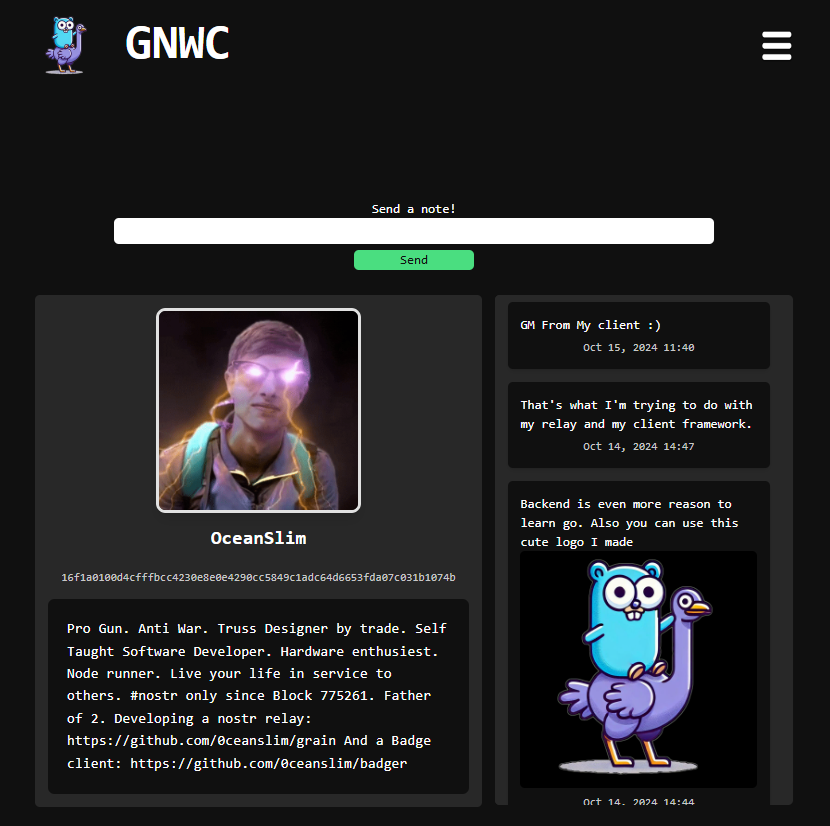 GNWC
Send a note!
Send
OceanSlim
16f1a0100d4cfffbcc4230e8e0e4290cc5849c1adc64d6653fda07c031b1074b
Pro Gun. Anti War. Truss Designer by trade. Self
Taught Software Developer. Hardware enthusiest.
Node runner. Live your life in service to
others. #nostr only since Block 775261. Father
of 2. Developing a nostr relay:
https://github.com/0ceanslim/grain And a Badge
client: https://github.com/0ceanslim/badger
GM From My client :)
Oct 15, 2024 11:40
That's what I'm trying to do with
my relay and my client framework.
Oct 14, 2024 14:47
Backend is even more reason to
learn go. Also you can use this
cute logo I made
Oct 14, 2024 14:44